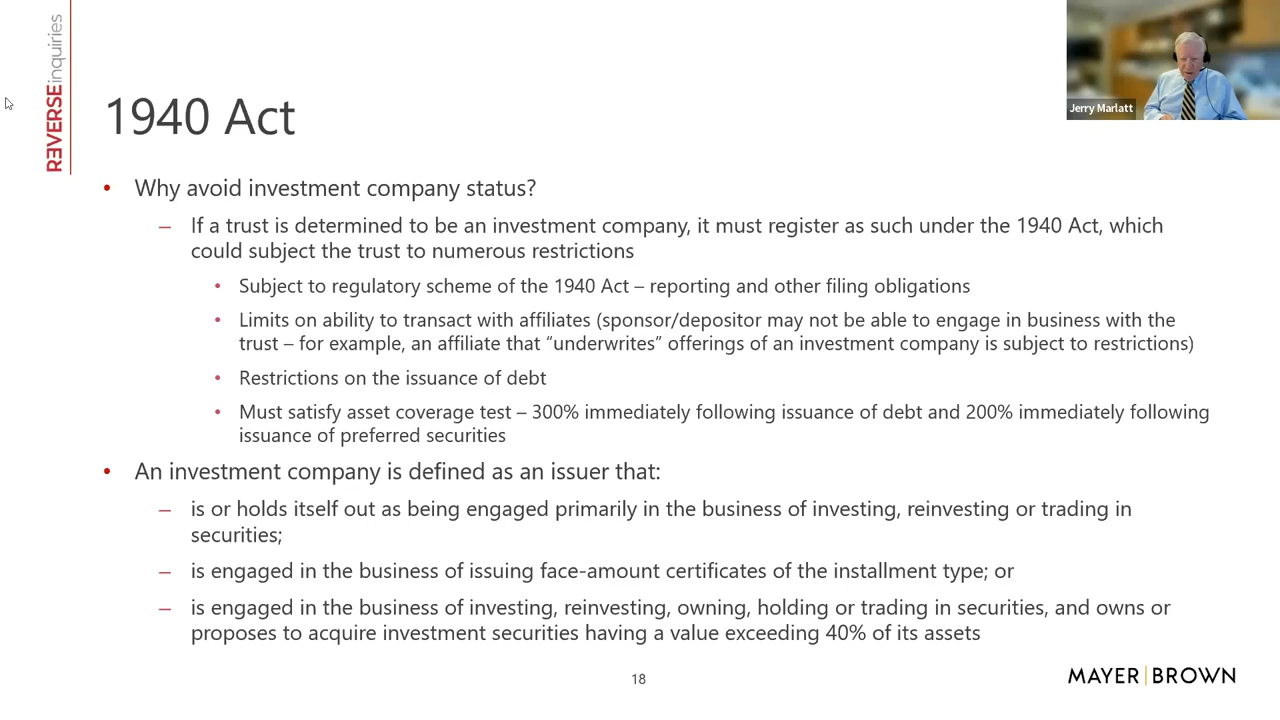 REVERSEinquiries
Jerry Marlatt
1940 Act
• Why avoid investment company status?
– If a trust is determined to be an investment company, it must register as such under the 1940 Act, which
could subject the trust to numerous restrictions
• Subject to regulatory scheme of the 1940 Act – reporting and other filing obligations
• Limits on ability to transact with affiliates (sponsor/depositor may not be able to engage in business with the
trust – for example, an affiliate that “underwrites” offerings of an investment company is subject to restrictions)
• Restrictions on the issuance of debt
• Must satisfy asset coverage test – 300% immediately following issuance of debt and 200% immediately following
issuance of preferred securities
• An investment company is defined as an issuer that:
– is or holds itself out as being engaged primarily in the business of investing, reinvesting or trading in
securities;
– is engaged in the business of issuing face-amount certificates of the installment type; or
– is engaged in the business of investing, reinvesting, owning, holding or trading in securities, and owns or
proposes to acquire investment securities having a value exceeding 40% of its assets
18
MAYER|BROWN